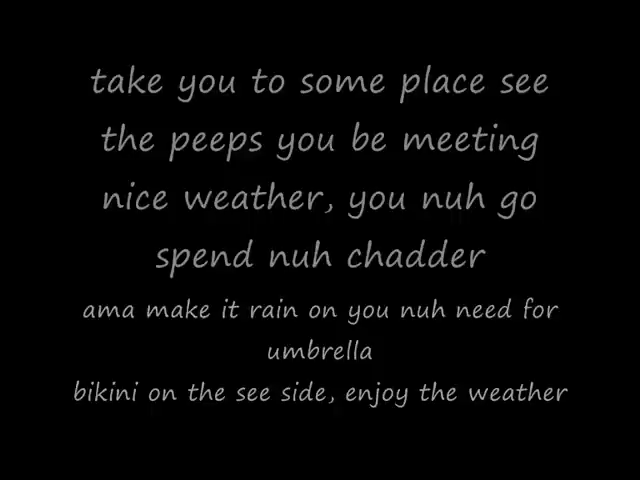 take you to some place see
the peeps you be meeting
nice weather, you nuh go
spend nuh chadder
ama make it rain on you nuh need for
umbrella
bikini on the see side, enjoy the weather